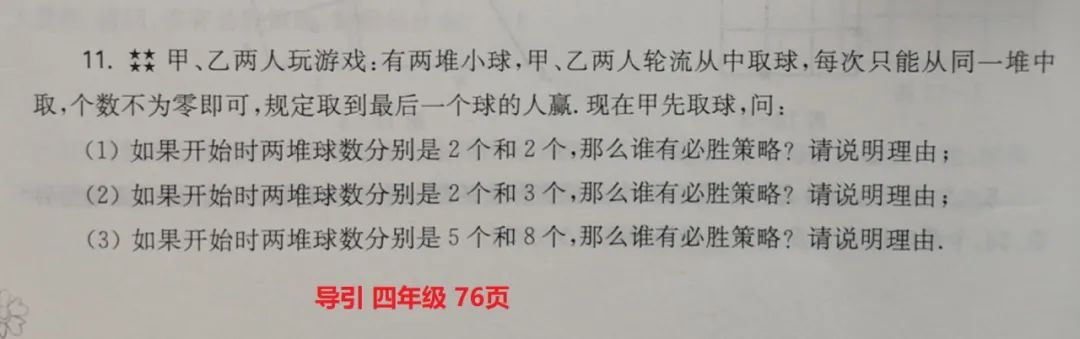 11. ★★★★ 甲、乙两人玩游戏:有两堆小球,甲、乙两人轮流从中取球,每次只能从同一堆中
取,个数不为零即可,规定取到最后一个球的人赢. 现在甲先取球,问:
(1) 如果开始时两堆球数分别是 2 个和 2 个,那么谁有必胜策略? 请说明理由;
(2) 如果开始时两堆球数分别是 2 个和 3 个,那么谁有必胜策略? 请说明理由;
(3) 如果开始时两堆球数分别是 5 个和 8 个,那么谁有必胜策略? 请说明理由.
导引 四年级 76页